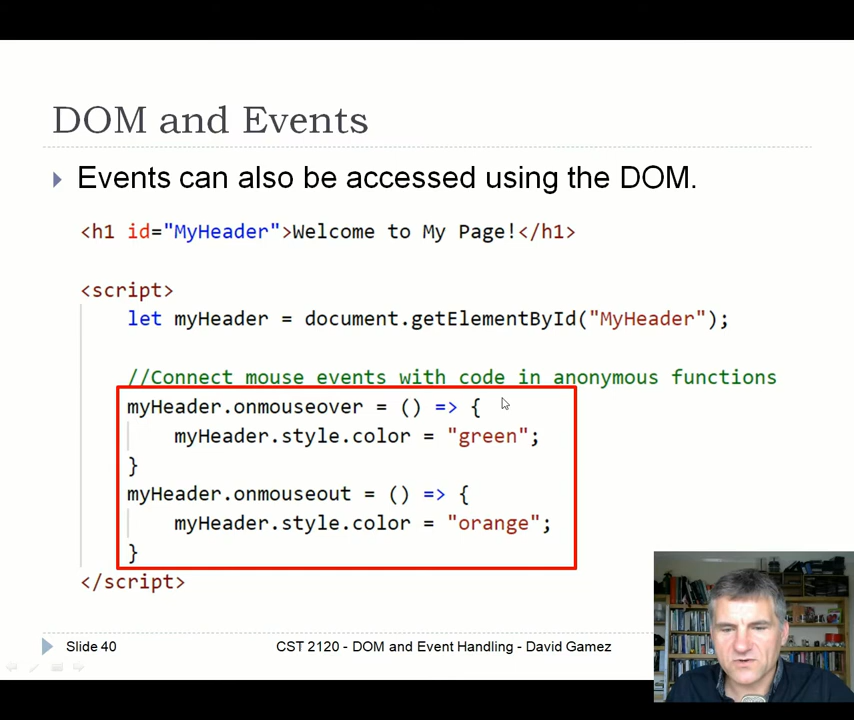 DOM and Events
Events can also be accessed using the DOM.
<h1 id="MyHeader">Welcome to My Page!</h1>
<script>
let myHeader = document.getElementById("MyHeader");
//Connect mouse events with code in anonymous functions
myHeader.onmouseover = () => {
myHeader.style.color = "green";
}
myHeader.onmouseout = () => {
myHeader.style.color = "orange";
}
</script>
Slide 40
CST 2120 - DOM and Event Handling - David Gamez